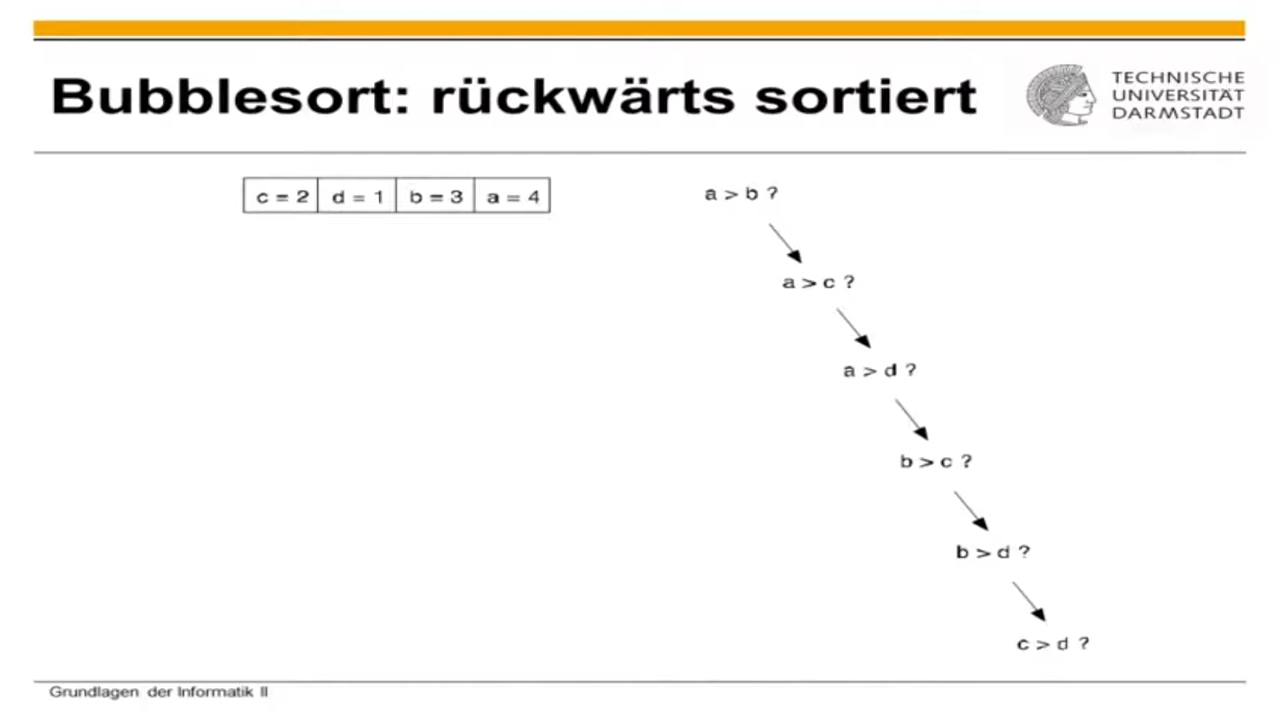 Bubblesort: rückwärts sortiert
TECHNISCHE
UNIVERSITÄT
DARMSTADT
c = 2 d = 1 b = 3 a = 4
a > b ?
a > c ?
a > d ?
b > c ?
b > d ?
c > d ?
Grundlagen der Informatik II